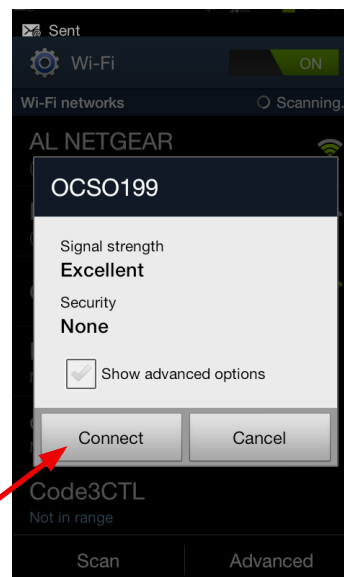 Sent
Wi-Fi
ON
Wi-Fi networks
Scanning.
AL NETGEAR
OCSO199
Signal strength
Excellent
Security
None
Show advanced options
Connect
Cancel
Code3CTL
Not in range
Scan
Advanced